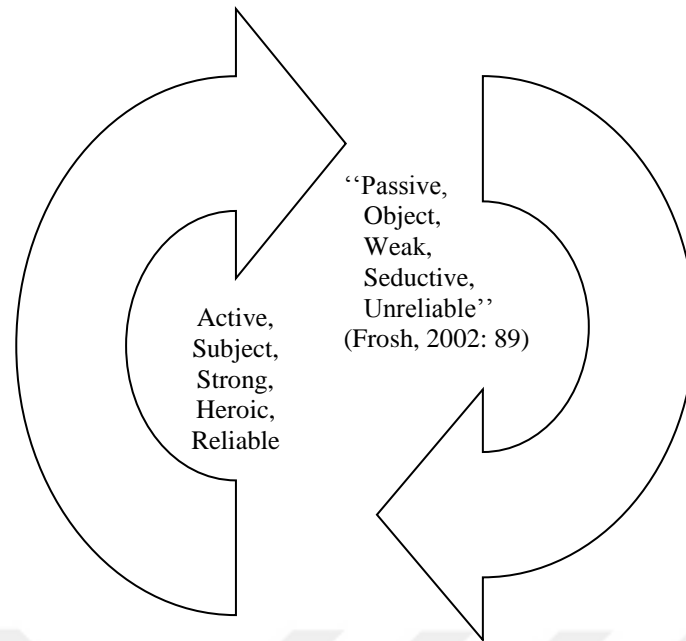 ‘‘Passive,
Object,
Weak,
Seductive,
Unreliable’’
(Frosh, 2002: 89)
Active,
Subject,
Strong,
Heroic,
Reliable